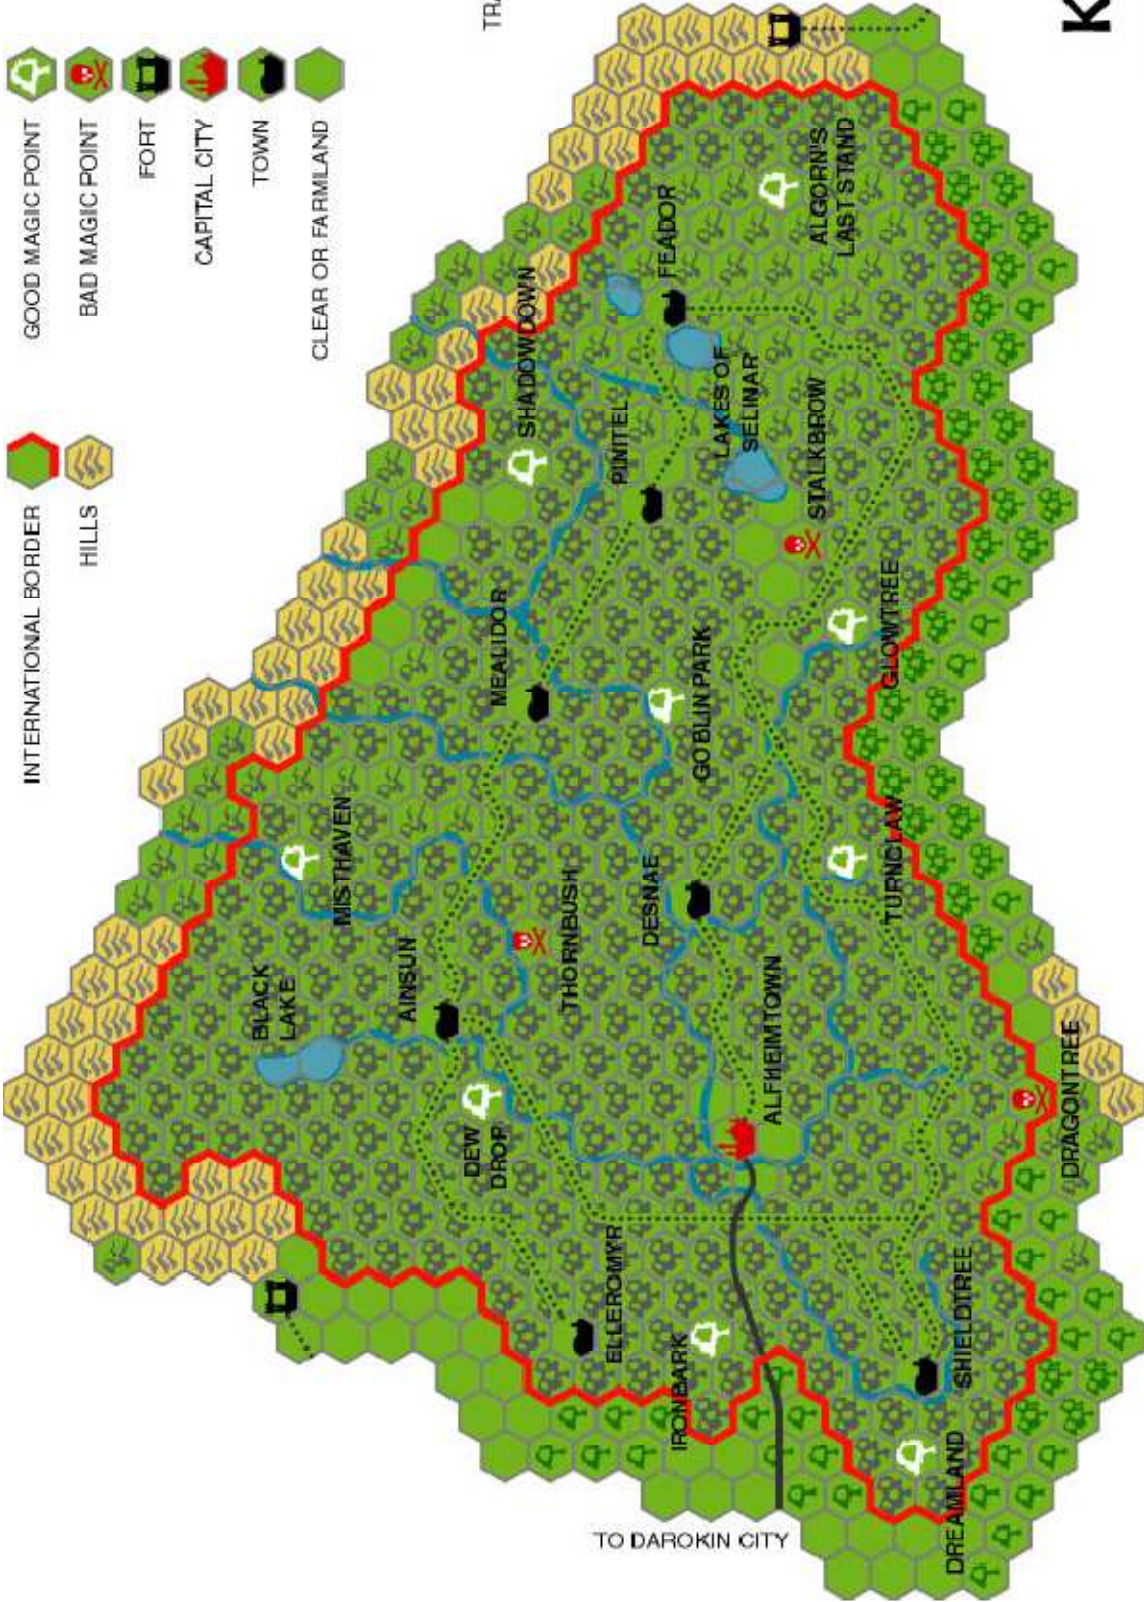 GOOD MAGIC POINT
BAD MAGIC POINT
FORT
CAPITAL CITY
TOWN
CLEAR OR FARMLAND
INTERNATIONAL BORDER
HILLS
TRA
K
SHADOWDOWN
FEADOR
ALGORN'S
LAST STAND
PINITEL
LAKES OF
SELINAR
STALKBROW
MEALIDOR
GOBLIN PARK
GLOWTREE
MISTHAVEN
THORNBUSH
DESNAE
TURNCLAW
BLACK
LAKE
AINSUN
ALFHEIMTOWN
DEW
DROP
DRAGONTREE
ELLEROMYR
IRONBARK
SHIELDTREE
DREAMLAND
TO DAROKIN CITY